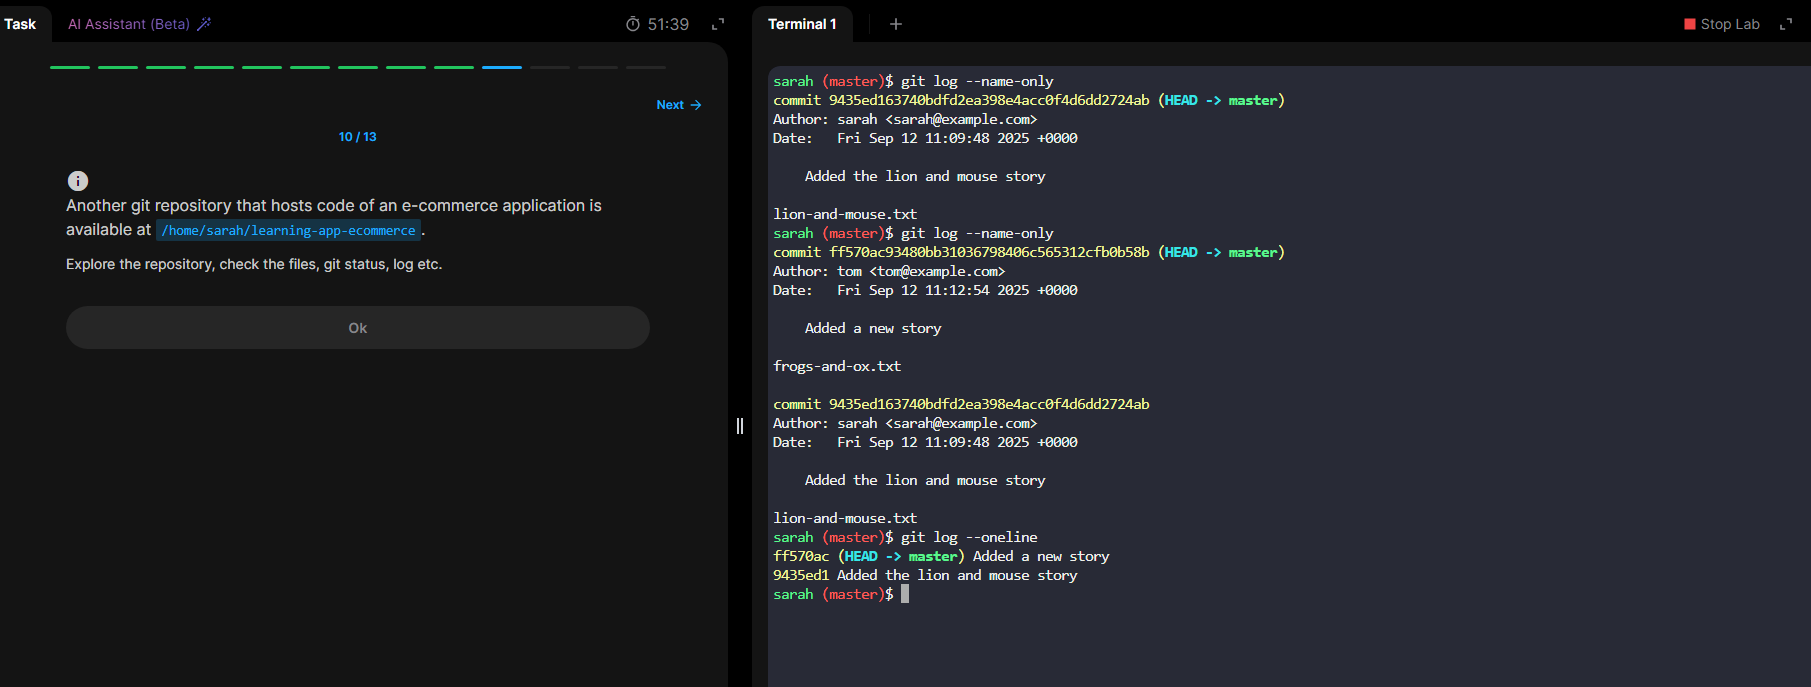 Task
AI Assistant (Beta)
51:39
Next →
10 / 13
Another git repository that hosts code of an e-commerce application is
available at /home/sarah/learning-app-ecommerce.
Explore the repository, check the files, git status, log etc.
Ok
Terminal 1
+
Stop Lab
sarah (master)$ git log --name-only
commit 9435ed163740bdfd2ea398e4acc0f4d6dd2724ab (HEAD -> master)
Author: sarah <sarah@example.com>
Date:   Fri Sep 12 11:09:48 2025 +0000
    Added the lion and mouse story
lion-and-mouse.txt
sarah (master)$ git log --name-only
commit ff570ac93480bb31036798406c565312cfb0b58b (HEAD -> master)
Author: tom <tom@example.com>
Date:   Fri Sep 12 11:12:54 2025 +0000
    Added a new story
frogs-and-ox.txt
commit 9435ed163740bdfd2ea398e4acc0f4d6dd2724ab
Author: sarah <sarah@example.com>
Date:   Fri Sep 12 11:09:48 2025 +0000
    Added the lion and mouse story
lion-and-mouse.txt
sarah (master)$ git log --oneline
ff570ac (HEAD -> master) Added a new story
9435ed1 Added the lion and mouse story
sarah (master)$